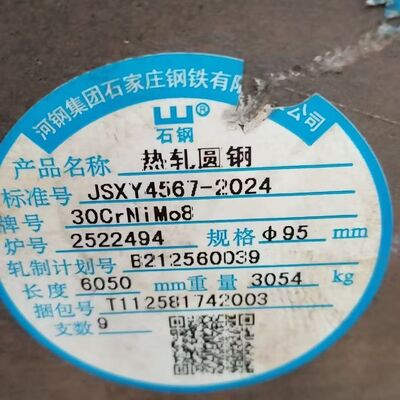 河钢集团石家庄钢铁有限公司
®
石钢
产品名称 热轧圆钢
标准号 JSXY4567-2024
牌号 30CrNiMo8
炉号 2522494 规格 Φ95 mm
轧制计划号 B212560039
长度 6050 mm重量 3054 kg
捆包号 T112581742003
支数 9